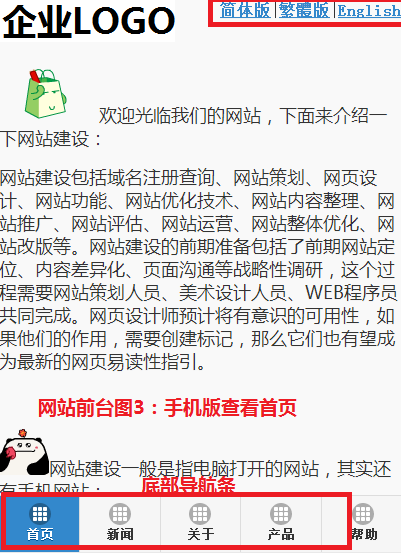 企业LOGO
简体版|繁體版|English
欢迎光临我们的网站，下面来介绍一
下网站建设：
网站建设包括域名注册查询、网站策划、网页设
计、网站功能、网站优化技术、网站内容整理、网
站推广、网站评估、网站运营、网站整体优化、网
站改版等。网站建设的前期准备包括了前期网站定
位、内容差异化、页面沟通等战略性调研，这个过
程需要网站策划人员、美术设计人员、WEB程序员
共同完成。网页设计师预计将有意识的可用性，如
果他们的作用，需要创建标记，那么它们也有望成
为最新的网页易读性指引。
网站前台图3：手机版查看首页
网站建设一般是指电脑打开的网站，其实还
有手机网站：
底部导航条
首页 新闻 关于 产品 帮助